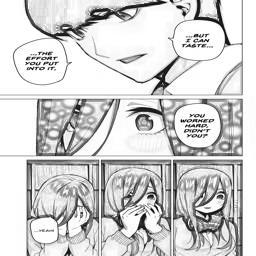 ...BUT
I CAN
TASTE...
...THE
EFFORT
YOU PUT
INTO IT.
YOU
WORKED
HARD,
DIDN'T
YOU?
...YEAH!